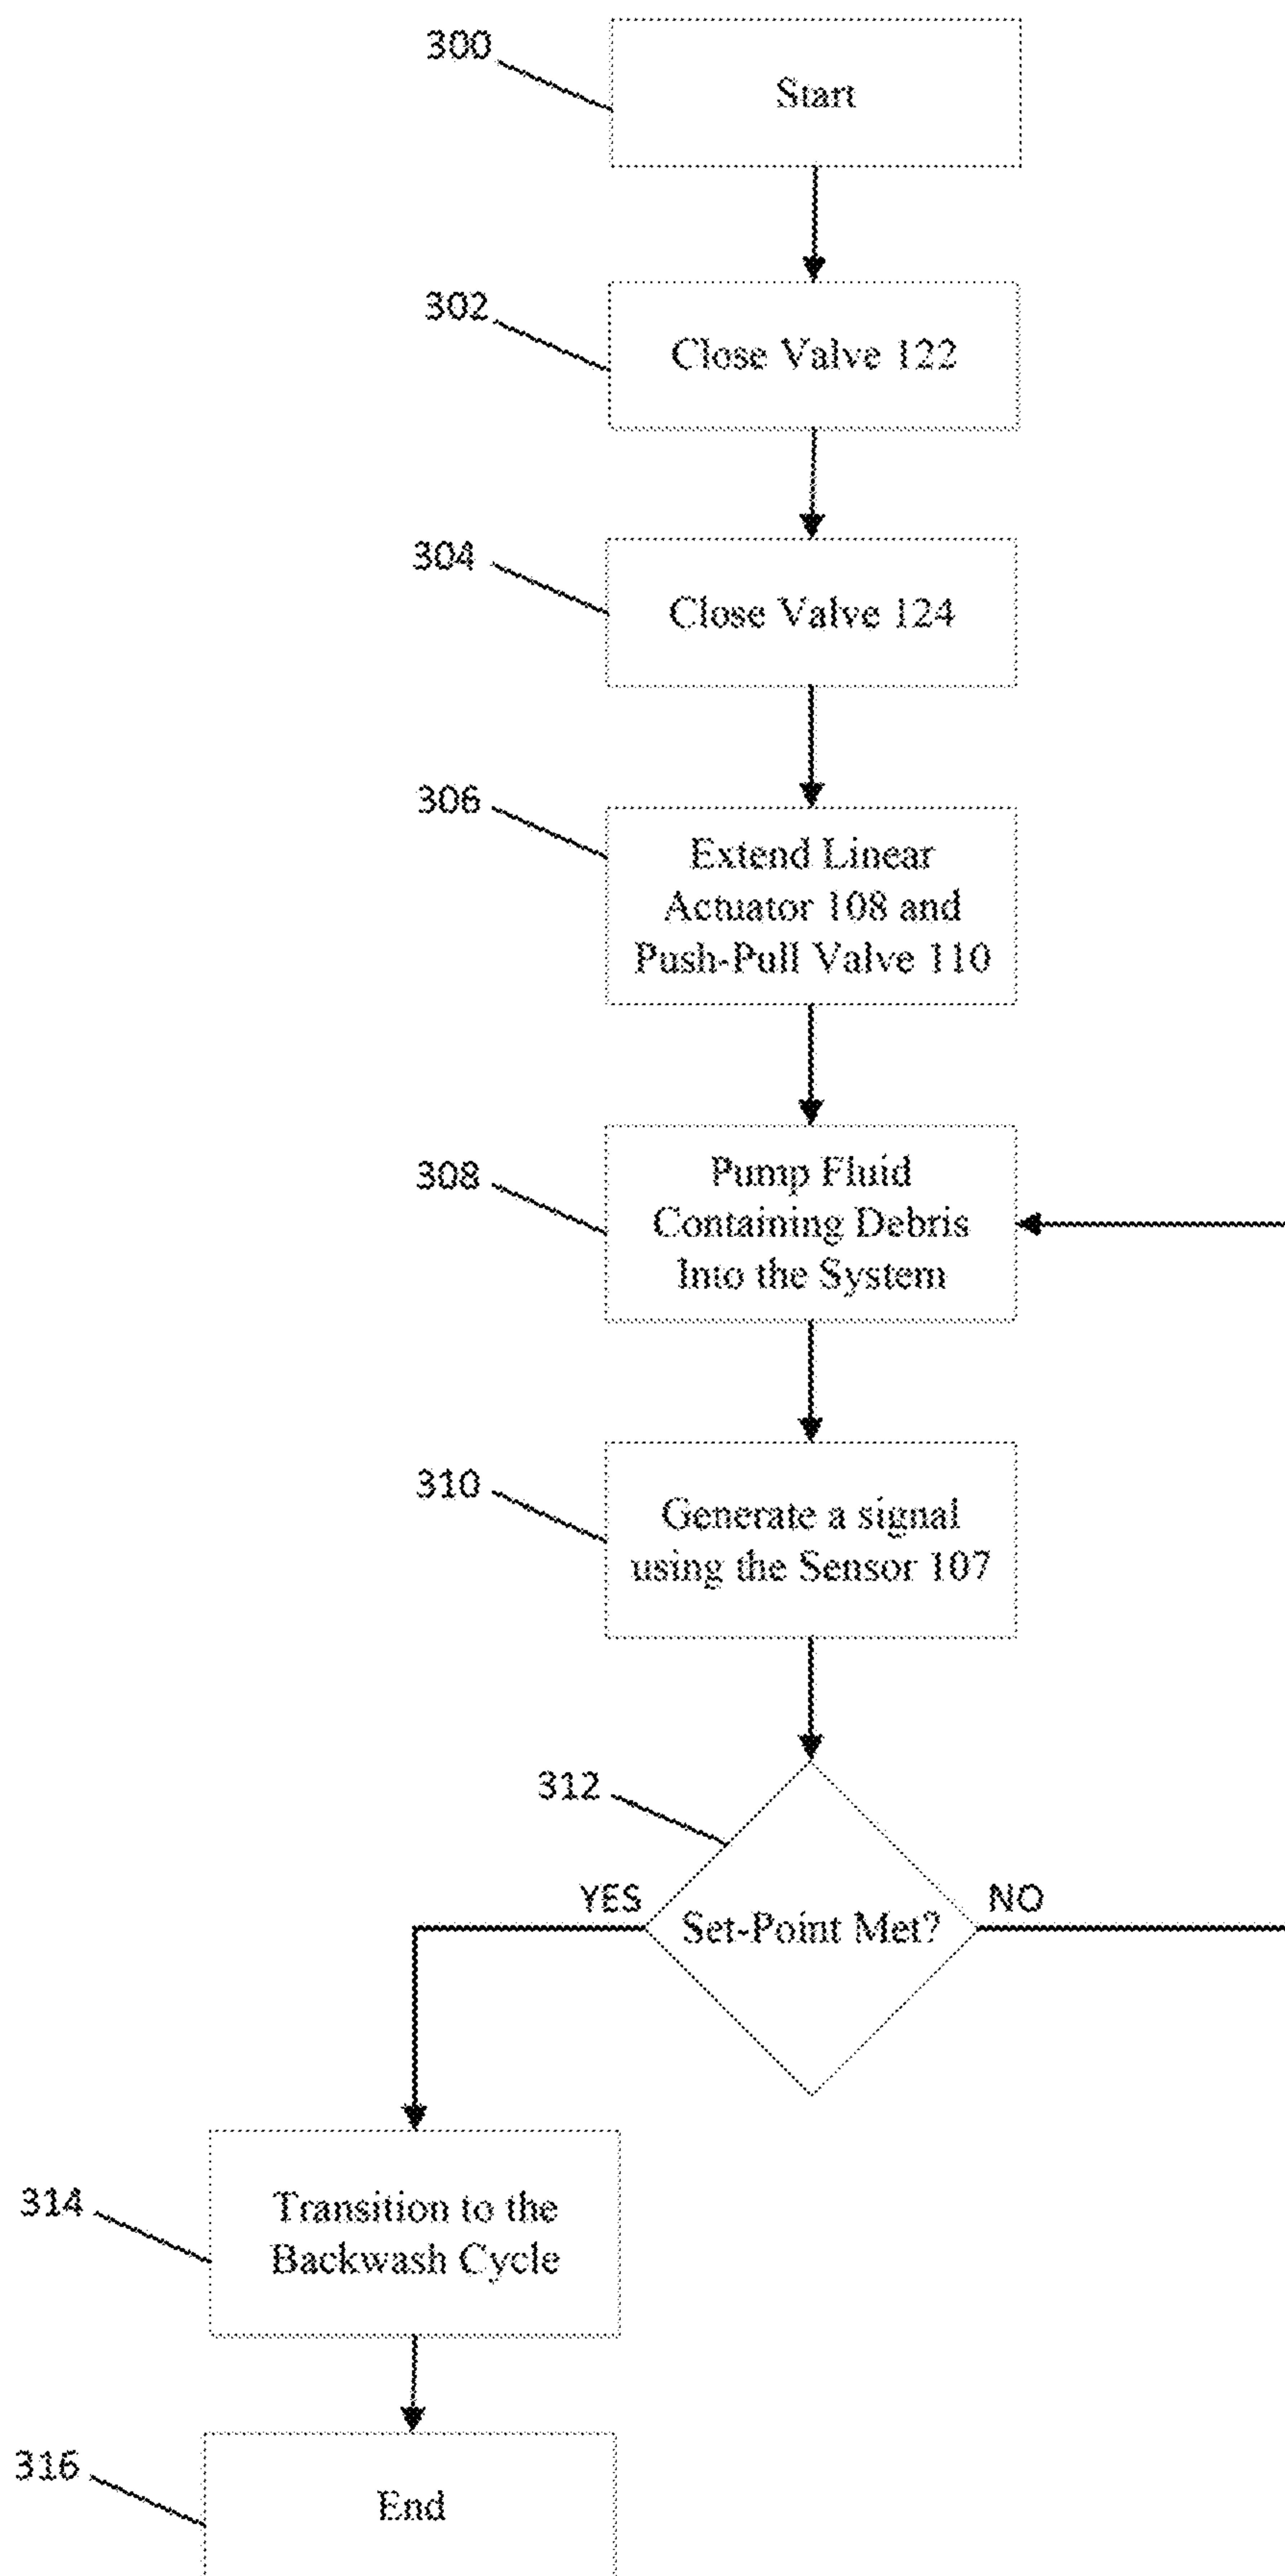 300
Start
302
Close Valve 122
304
Close Valve 124
306
Extend Linear
Actuator 108 and
Push-Pull Valve 110
308
Pump Fluid
Containing Debris
Into the System
310
Generate a signal
using the Sensor 107
312
YES
Set-Point Met?
NO
314
Transition to the
Backwash Cycle
316
End